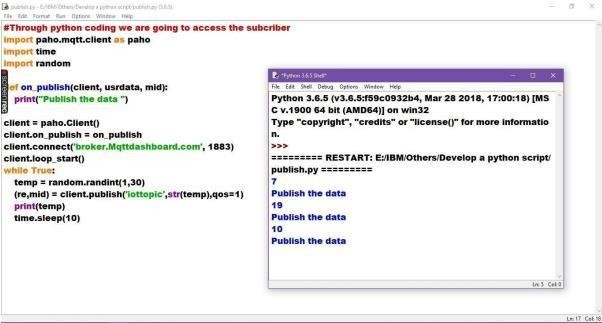 publish.py - E:/IBM/Others/Develop a python script/publish.py (3.6.5)
File Edit Format Run Options Window Help
#Through python coding we are going to access the subcriber
import paho.mqtt.client as paho
import time
import random
ef on_publish(client, usrdata, mid):
print("Publish the data ")
client = paho.Client()
client.on_publish = on_publish
client.connect('broker.Mqttdashboard.com', 1883)
client.loop_start()
while True:
temp = random.randint(1,30)
(re,mid) = client.publish('iottopic',str(temp),qos=1)
print(temp)
time.sleep(10)
screenrec
*Python 3.6.5 Shell*
File Edit Shell Debug Options Window Help
Python 3.6.5 (v3.6.5:f59c0932b4, Mar 28 2018, 17:00:18) [MS
C v.1900 64 bit (AMD64)] on win32
Type "copyright", "credits" or "license()" for more informatio
n.
>>>
========= RESTART: E:/IBM/Others/Develop a python script/
publish.py =========
7
Publish the data
19
Publish the data
10
Publish the data
Ln: 5 Col: 0
Ln: 17 Col: 18